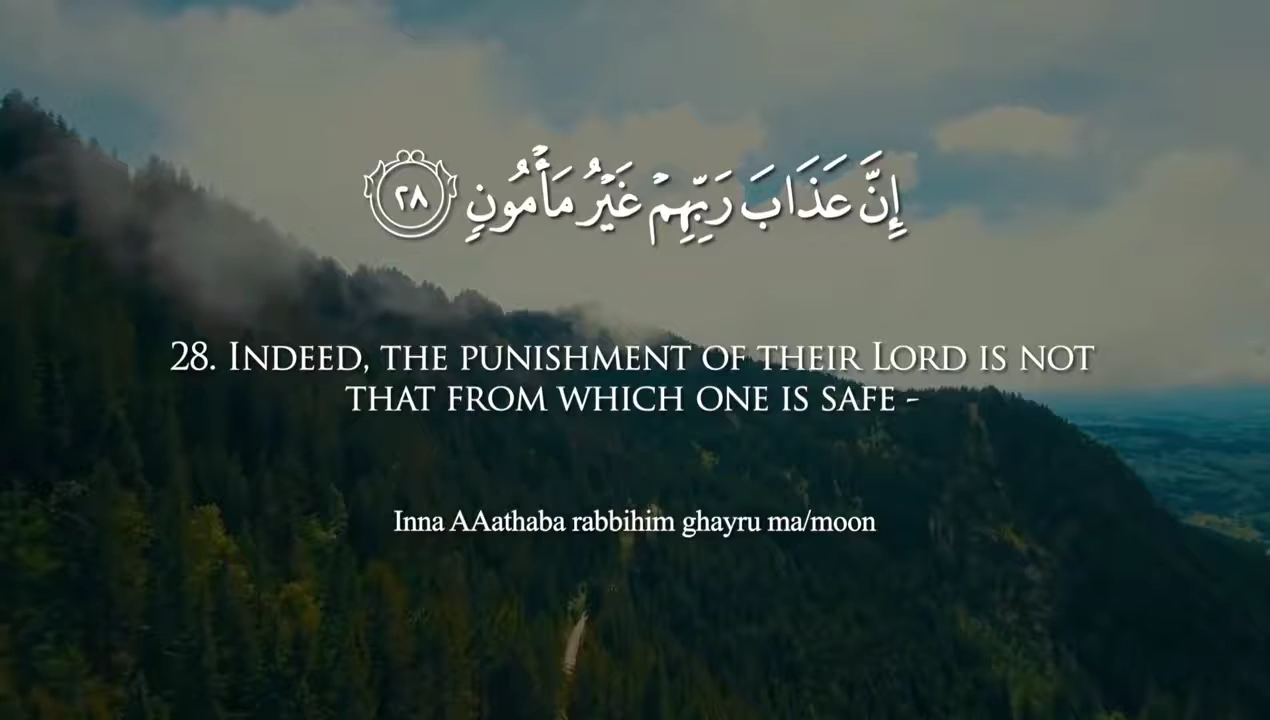 إِنَّ عَذَابَ رَبِّهِمْ غَيْرُ مَأْمُونٍ ٢٨
28. Indeed, the punishment of their Lord is not
that from which one is safe -
Inna AAathaba rabbihim ghayru ma/moon